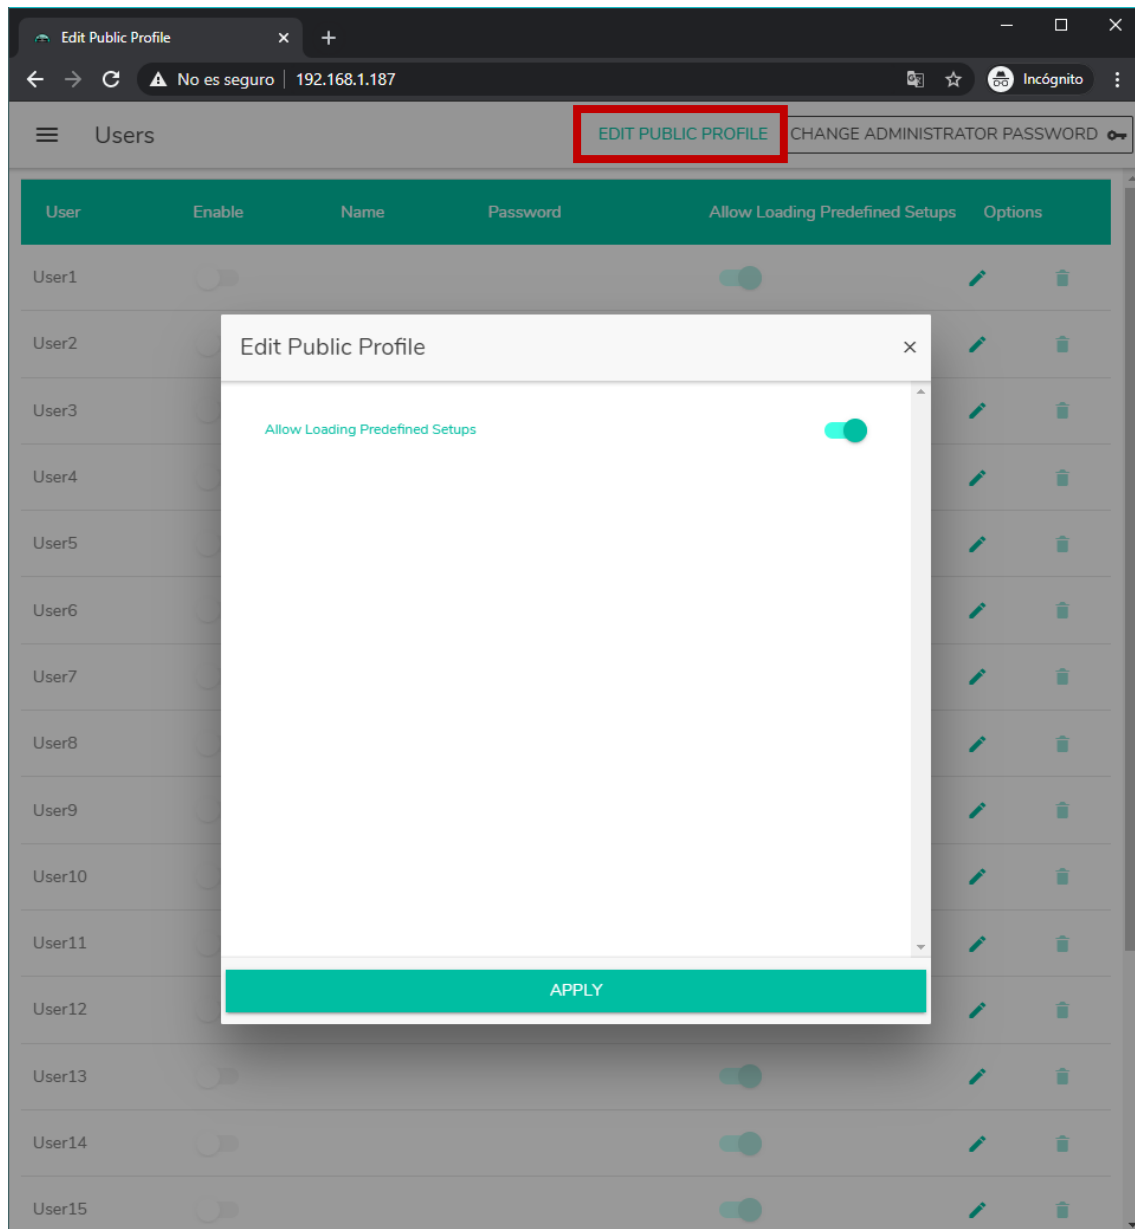 Edit Public Profile
No es seguro 192.168.1.187 Incógnito
Users EDIT PUBLIC PROFILE CHANGE ADMINISTRATOR PASSWORD
User Enable Name Password Allow Loading Predefined Setups Options
User1
User2
Edit Public Profile
User3
Allow Loading Predefined Setups
User4
User5
User6
User7
User8
User9
User10
User11
APPLY
User12
User13
User14
User15